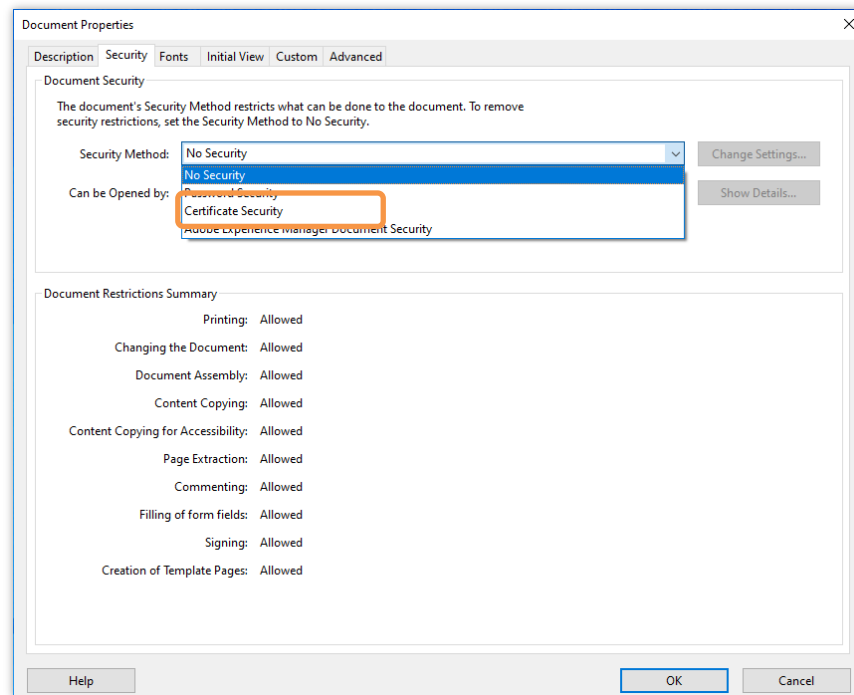 Document Properties
Description Security Fonts Initial View Custom Advanced
Document Security
The document's Security Method restricts what can be done to the document. To remove
security restrictions, set the Security Method to No Security.
Security Method: No Security Change Settings...
No Security
Can be Opened by: Password Security Show Details...
Certificate Security
Adobe Experience Manager Document Security
Document Restrictions Summary
Printing: Allowed
Changing the Document: Allowed
Document Assembly: Allowed
Content Copying: Allowed
Content Copying for Accessibility: Allowed
Page Extraction: Allowed
Commenting: Allowed
Filling of form fields: Allowed
Signing: Allowed
Creation of Template Pages: Allowed
Help OK Cancel